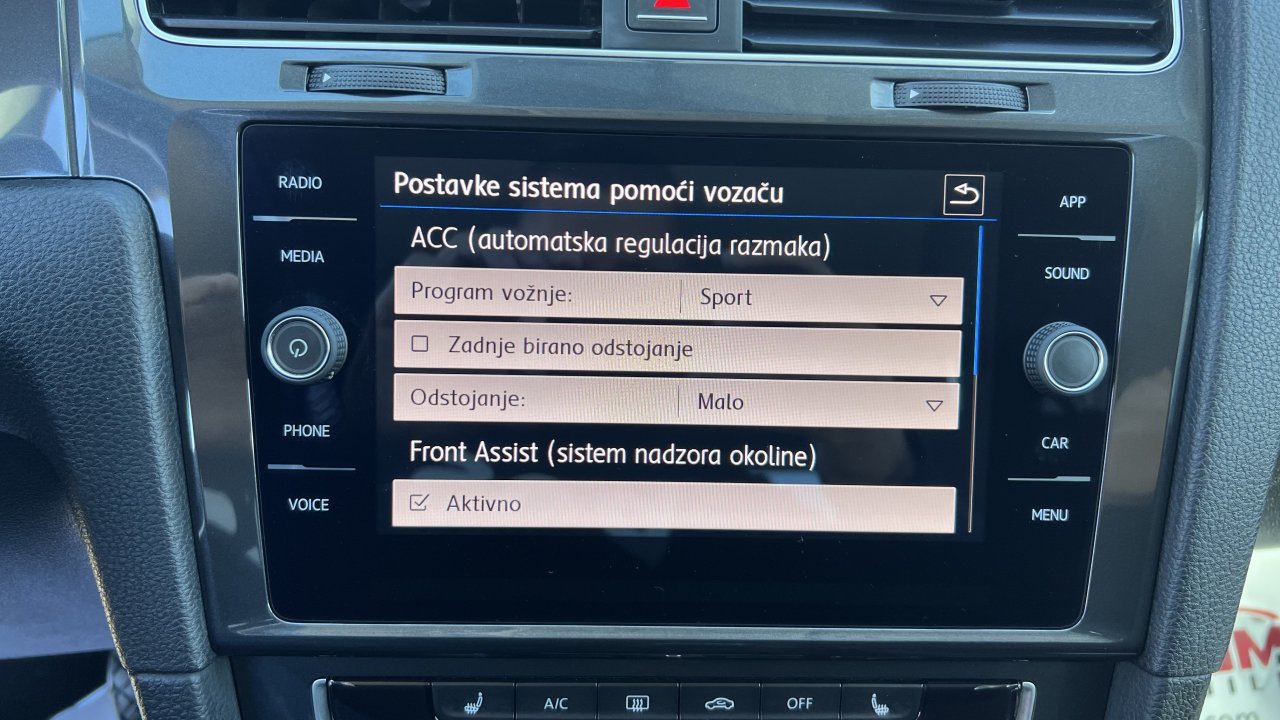 RADIO
MEDIA
PHONE
VOICE
Postavke sistema pomoći vozaču
ACC (automatska regulacija razmaka)
Program vožnje: Sport
Zadnje birano odstojanje
Odstojanje: Malo
Front Assist (sistem nadzora okoline)
Aktivno
APP
SOUND
CAR
MENU
A/C
OFF